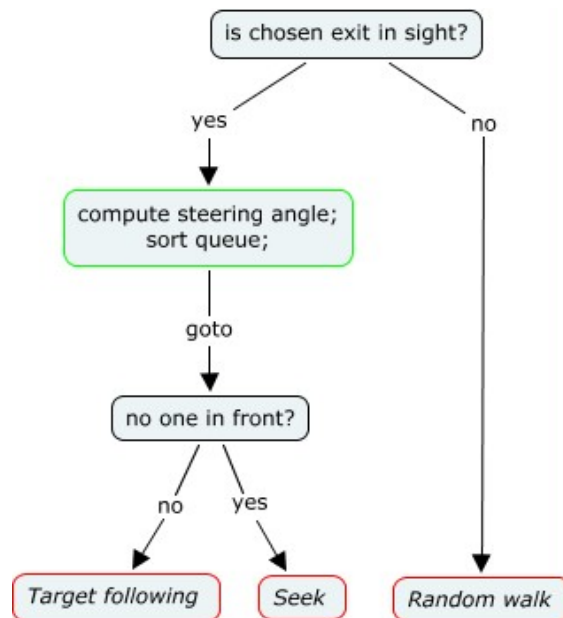 is chosen exit in sight?
yes
no
compute steering angle;
sort queue;
goto
no one in front?
no
yes
Target following
Seek
Random walk